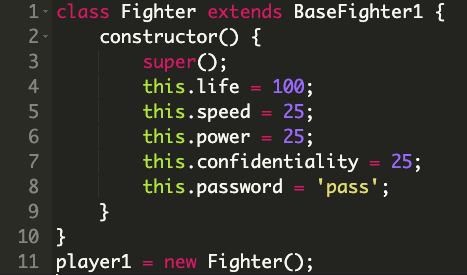 1 class Fighter extends BaseFighter1 {
2 constructor() {
3 super();
4 this.life = 100;
5 this.speed = 25;
6 this.power = 25;
7 this.confidentiality = 25;
8 this.password = 'pass';
9 }
10 }
11 player1 = new Fighter();